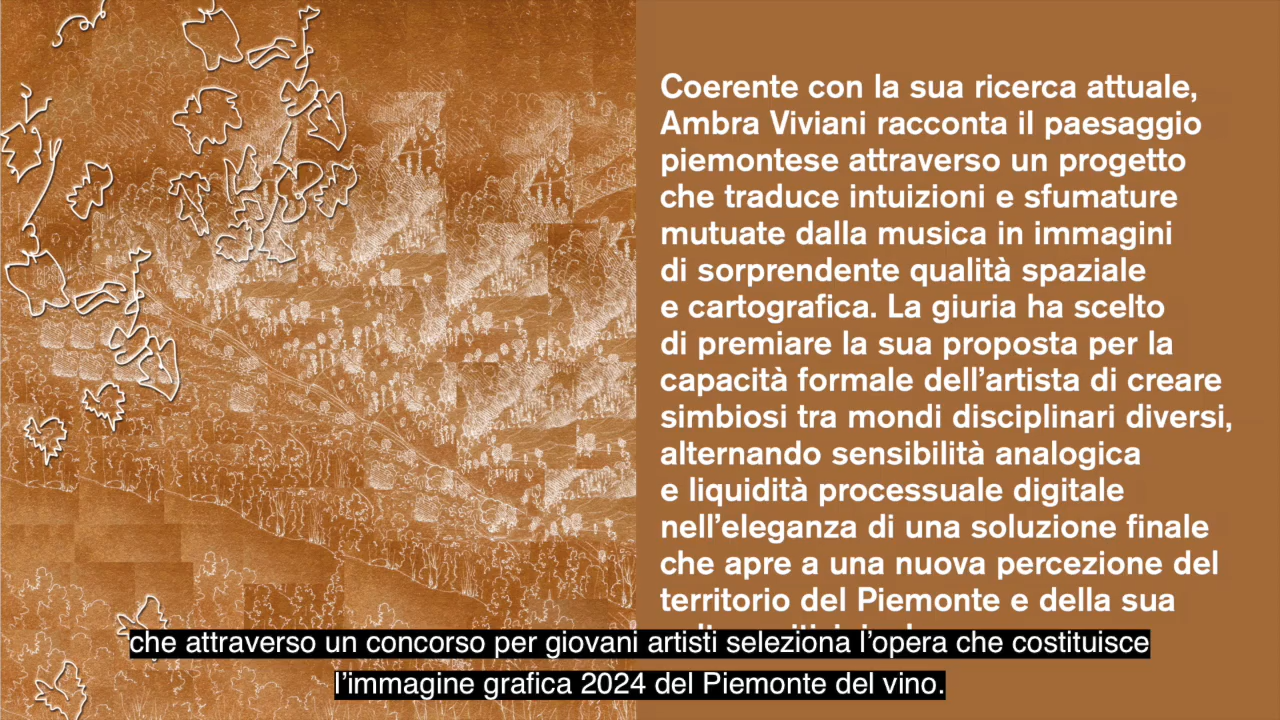 Coerente con la sua ricerca attuale,
Ambra Viviani racconta il paesaggio
piemontese attraverso un progetto
che traduce intuizioni e sfumature
mutuate dalla musica in immagini
di sorprendente qualità spaziale
e cartografica. La giuria ha scelto
di premiare la sua proposta per la
capacità formale dell’artista di creare
simbiosi tra mondi disciplinari diversi,
alternando sensibilità analogica
e liquidità processuale digitale
nell’eleganza di una soluzione finale
che apre a una nuova percezione del
territorio del Piemonte e della sua
che attraverso un concorso per giovani artisti seleziona l’opera che costituisce
l’immagine grafica 2024 del Piemonte del vino.